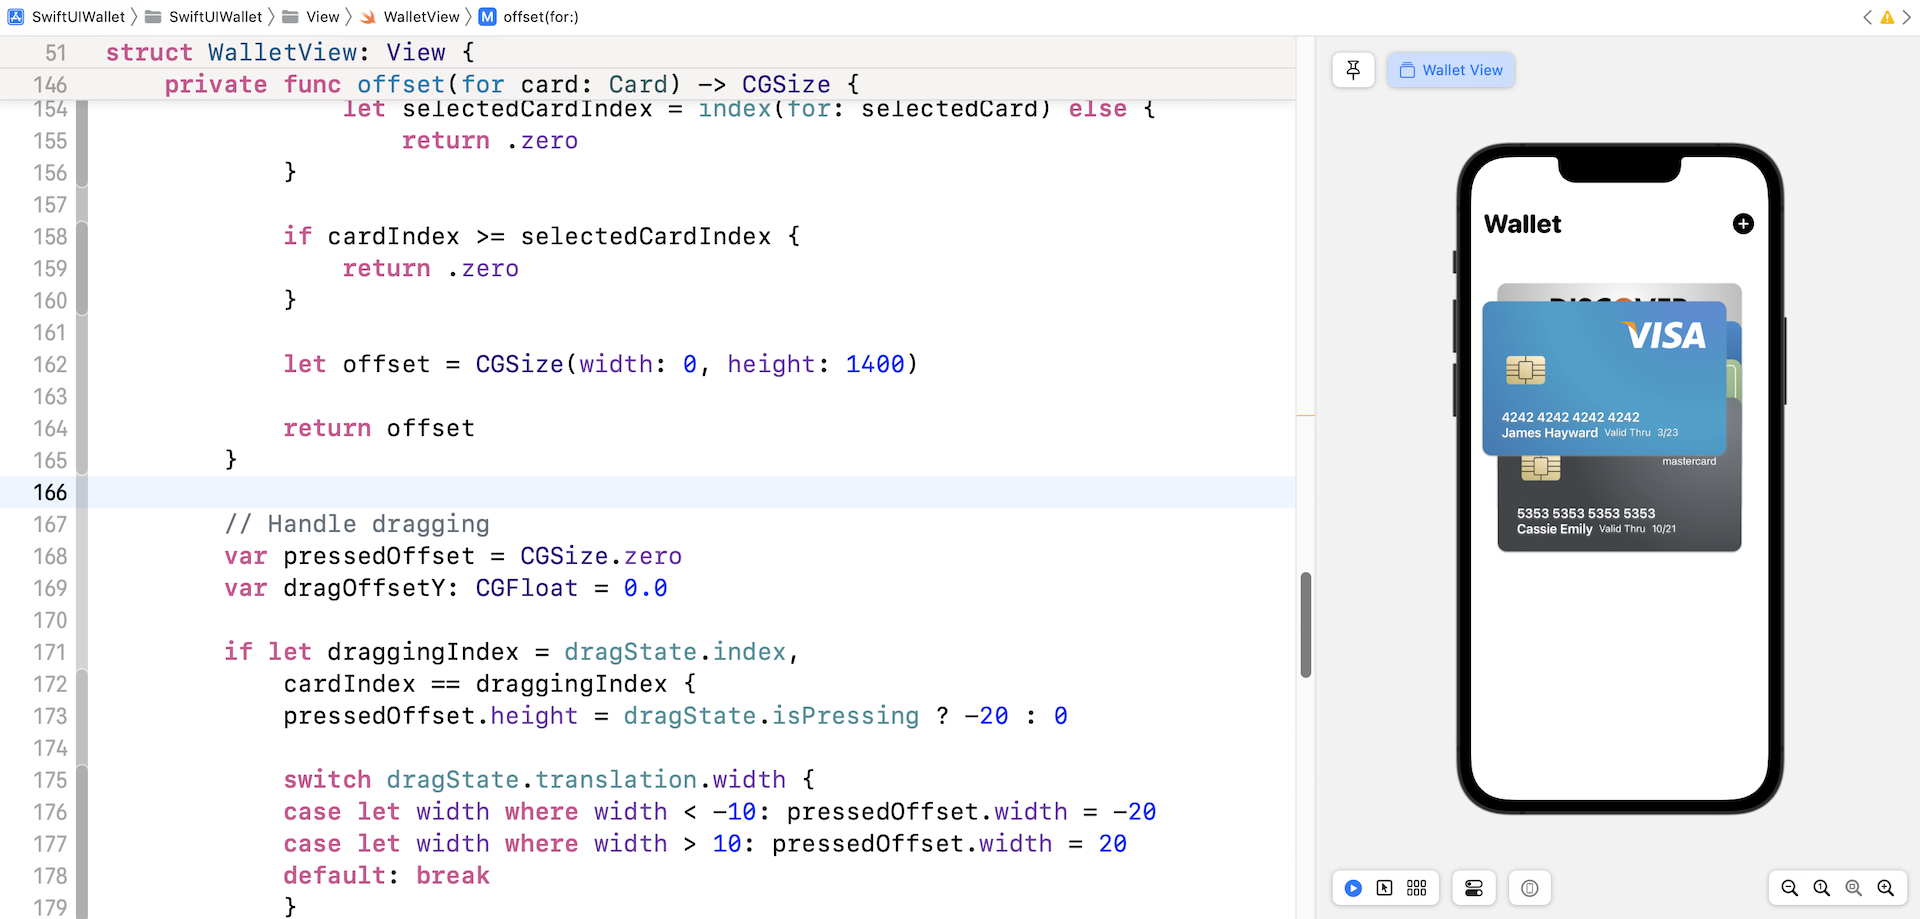 SwiftUIWallet 〉 SwiftUIWallet 〉 View 〉 WalletView 〉 M offset(for:)
51 struct WalletView: View {
146 private func offset(for card: Card) -> CGSize {
154 let selectedCardIndex = index(for: selectedCard) else {
155 return .zero
156 }
157
158 if cardIndex >= selectedCardIndex {
159 return .zero
160 }
161
162 let offset = CGSize(width: 0, height: 1400)
163
164 return offset
165 }
166
167 // Handle dragging
168 var pressedOffset = CGSize.zero
169 var dragOffsetY: CGFloat = 0.0
170
171 if let draggingIndex = dragState.index,
172 cardIndex == draggingIndex {
173 pressedOffset.height = dragState.isPressing ? -20 : 0
174
175 switch dragState.translation.width {
176 case let width where width < -10: pressedOffset.width = -20
177 case let width where width > 10: pressedOffset.width = 20
178 default: break
179 }
Wallet View
Wallet
DISCOVER
VISA
4242 4242 4242 4242
James Hayward Valid Thru 3/23
mastercard
5353 5353 5353 5353
Cassie Emily Valid Thru 10/21